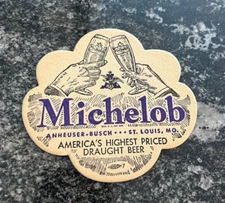 Michelob
ANHEUSER-BUSCH • • • ST. LOUIS, MO.
AMERICA'S HIGHEST PRICED
DRAUGHT BEER